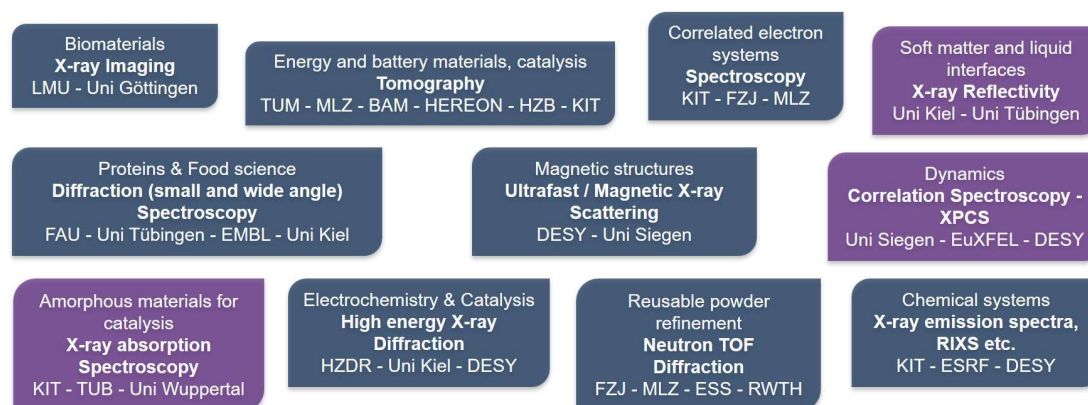 Biomaterials
X-ray Imaging
LMU - Uni Göttingen
Energy and battery materials, catalysis
Tomography
TUM - MLZ - BAM - HEREON - HZB - KIT
Correlated electron
systems
Spectroscopy
KIT - FZJ - MLZ
Soft matter and liquid
interfaces
X-ray Reflectivity
Uni Kiel - Uni Tübingen
Proteins & Food science
Diffraction (small and wide angle)
Spectroscopy
FAU - Uni Tübingen - EMBL - Uni Kiel
Magnetic structures
Ultrafast / Magnetic X-ray
Scattering
DESY - Uni Siegen
Dynamics
Correlation Spectroscopy -
XPCS
Uni Siegen - EuXFEL - DESY
Amorphous materials for
catalysis
X-ray absorption
Spectroscopy
KIT - TUB - Uni Wuppertal
Electrochemistry & Catalysis
High energy X-ray
Diffraction
HZDR - Uni Kiel - DESY
Reusable powder
refinement
Neutron TOF
Diffraction
FZJ - MLZ - ESS - RWTH
Chemical systems
X-ray emission spectra,
RIXS etc.
KIT - ESRF - DESY